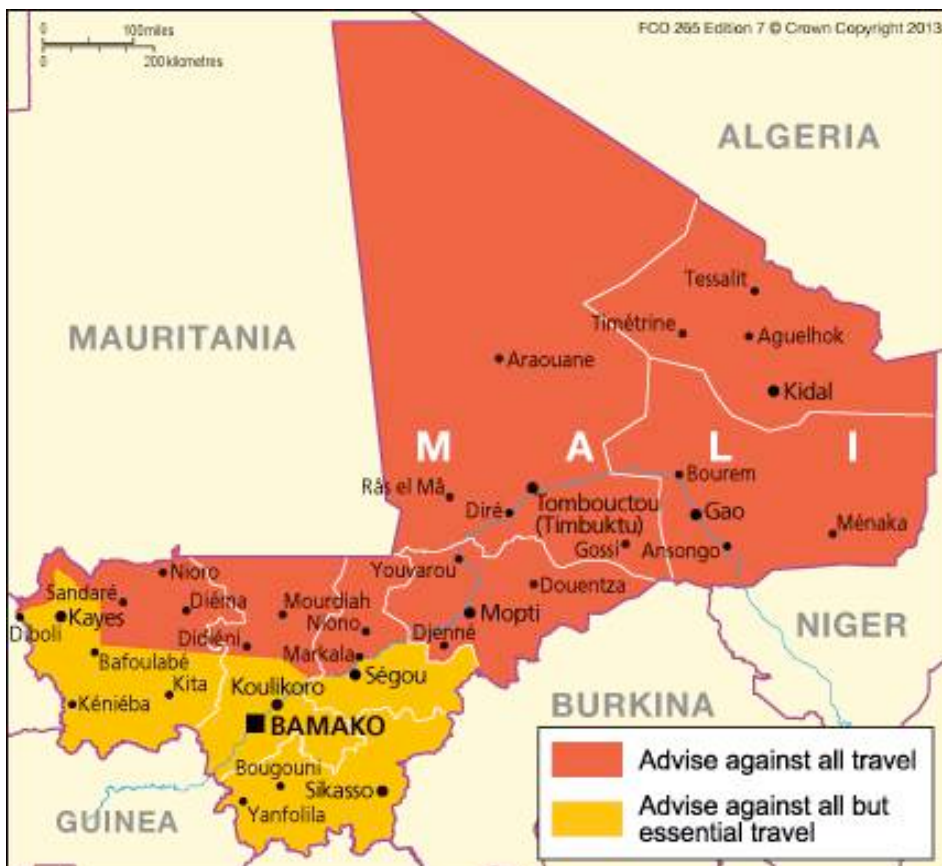 0 100miles
0 200kilometres
FCO 265 Edition 7 © Crown Copyright 2013
ALGERIA
MAURITANIA
Tessalit
Timétrine
Aguelhok
Araouane
Kidal
M A L I
Râs el Mâ
Bourem
Tombouctou
(Timbuktu)
Diré
Gao
Ménaka
Gossi
Ansongo
Nioro
Youvarou
Douentza
Sandaré
Kayes
Diéma
Mourdiah
Niono
Mopti
Diboli
Didiéni
Djenné
NIGER
Bafoulabé
Markala
Ségou
Kita
Koulikoro
Kéniéba
BAMAKO
BURKINA
Bougouni
Sikasso
Yanfolila
GUINEA
Advise against all travel
Advise against all but
essential travel